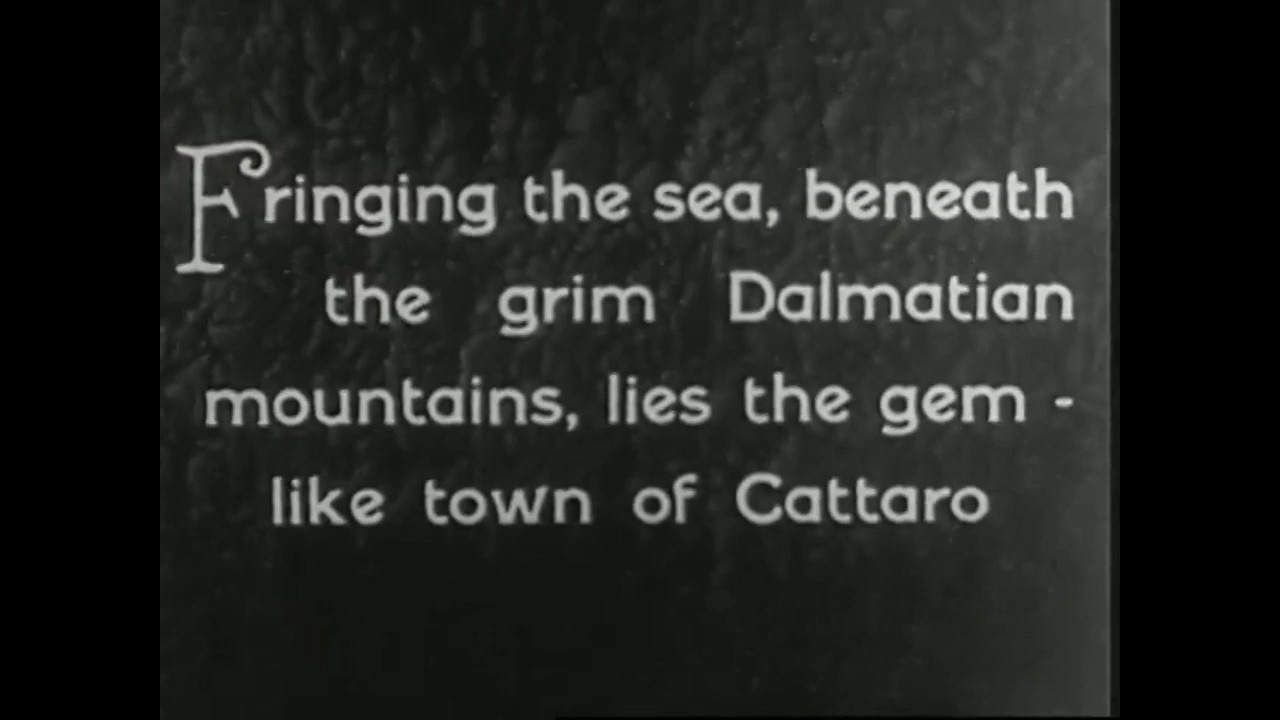 Fringing the sea, beneath
the grim Dalmatian
mountains, lies the gem -
like town of Cattaro